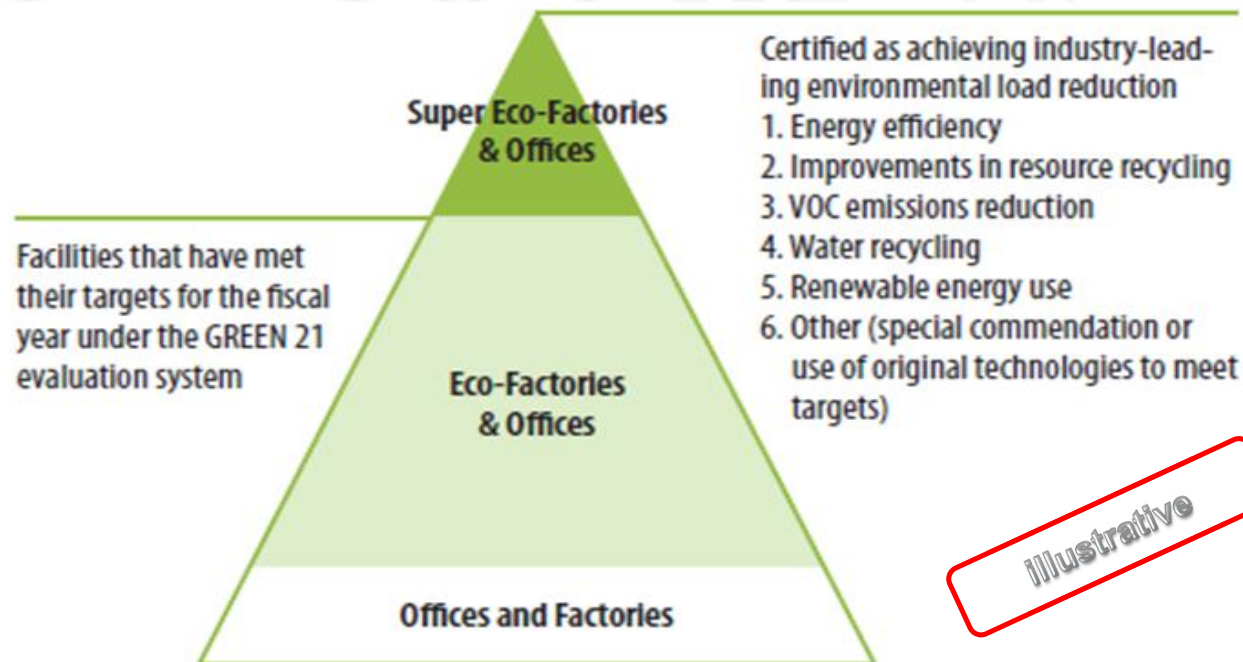 Super Eco-Factories
& Offices
Certified as achieving industry-lead-
ing environmental load reduction
1. Energy efficiency
2. Improvements in resource recycling
3. VOC emissions reduction
4. Water recycling
5. Renewable energy use
6. Other (special commendation or
use of original technologies to meet
targets)
Facilities that have met
their targets for the fiscal
year under the GREEN 21
evaluation system
Eco-Factories
& Offices
Offices and Factories
illustrative